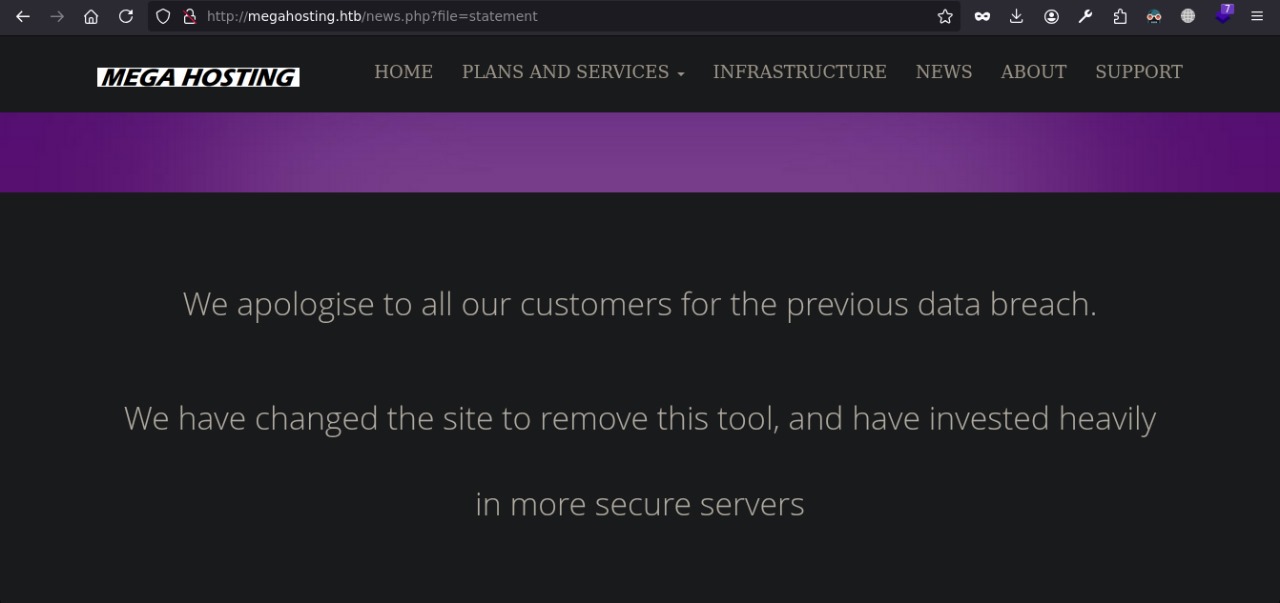 http://megahosting.htb/news.php?file=statement
7
MEGA HOSTING
HOME PLANS AND SERVICES INFRASTRUCTURE NEWS ABOUT SUPPORT
We apologise to all our customers for the previous data breach.
We have changed the site to remove this tool, and have invested heavily
in more secure servers